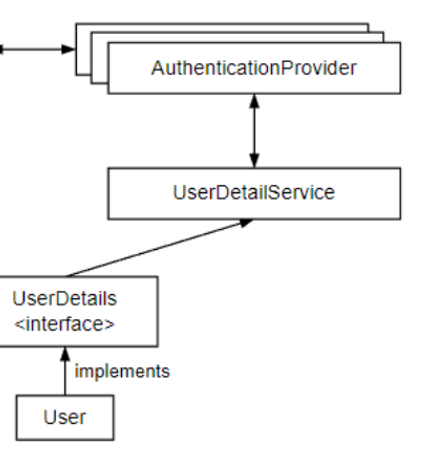 AuthenticationProvider
UserDetailService
UserDetails
<interface>
implements
User